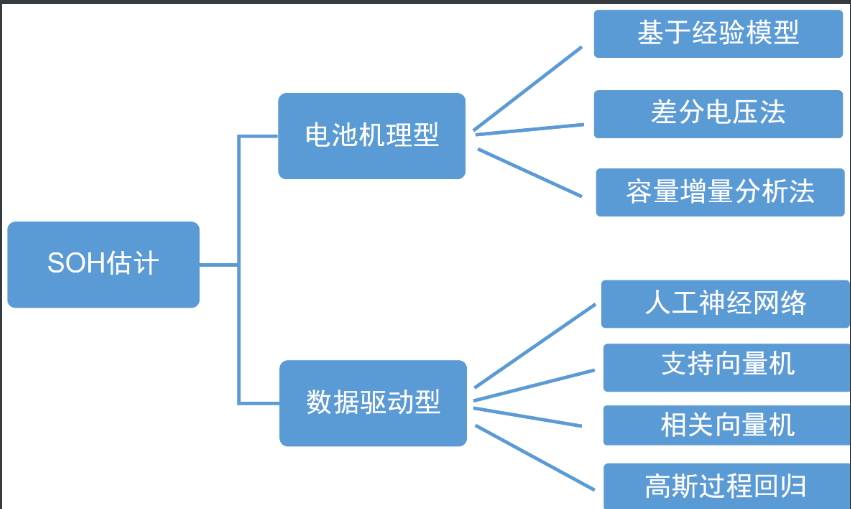 SOH估计
电池机理型
基于经验模型
差分电压法
容量增量分析法
数据驱动型
人工神经网络
支持向量机
相关向量机
高斯过程回归